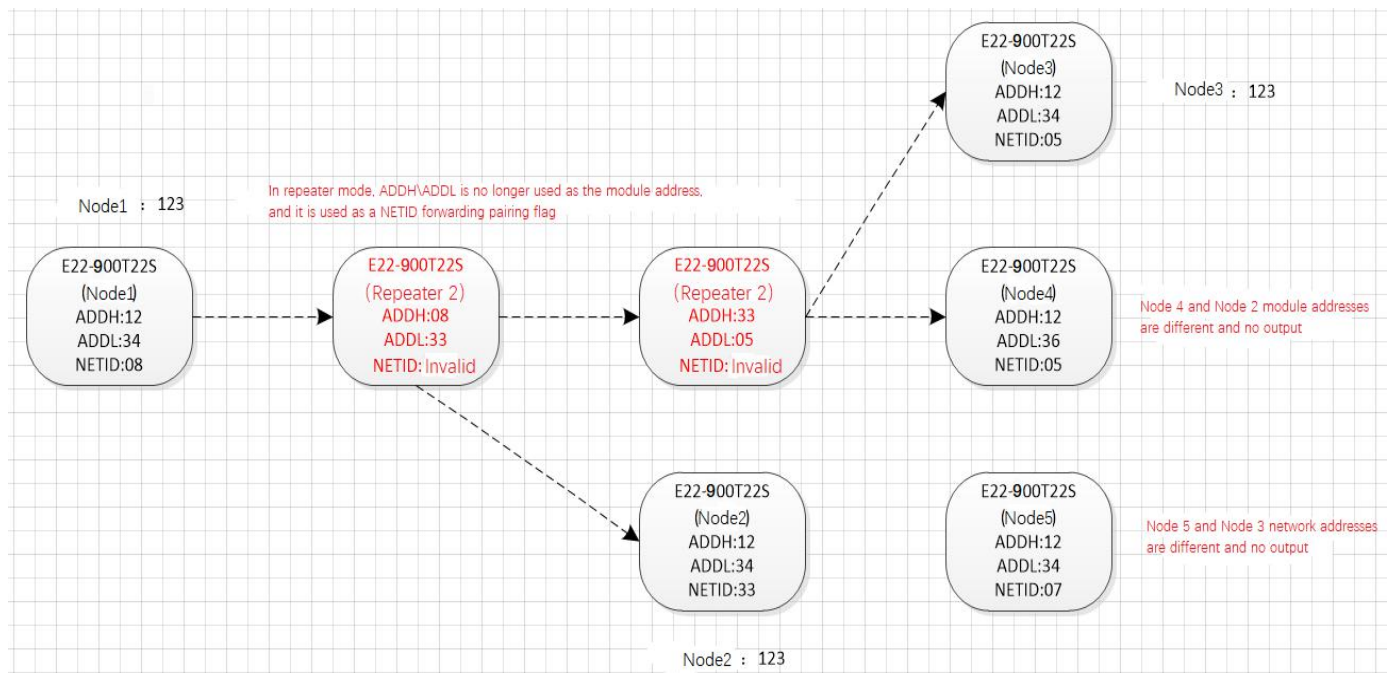 E22-900T22S
(Node3)
ADDH:12
ADDL:34
NETID:05
Node3 : 123
In repeater mode, ADDH\ADDL is no longer used as the module address,
and it is used as a NETID forwarding pairing flag
Node1 : 123
E22-900T22S
(Node1)
ADDH:12
ADDL:34
NETID:08
E22-900T22S
(Repeater 2)
ADDH:08
ADDL:33
NETID: Invalid
E22-900T22S
(Repeater 2)
ADDH:33
ADDL:05
NETID: Invalid
E22-900T22S
(Node4)
ADDH:12
ADDL:36
NETID:05
Node 4 and Node 2 module addresses
are different and no output
E22-900T22S
(Node2)
ADDH:12
ADDL:34
NETID:33
E22-900T22S
(Node5)
ADDH:12
ADDL:34
NETID:07
Node 5 and Node 3 network addresses
are different and no output
Node2 : 123